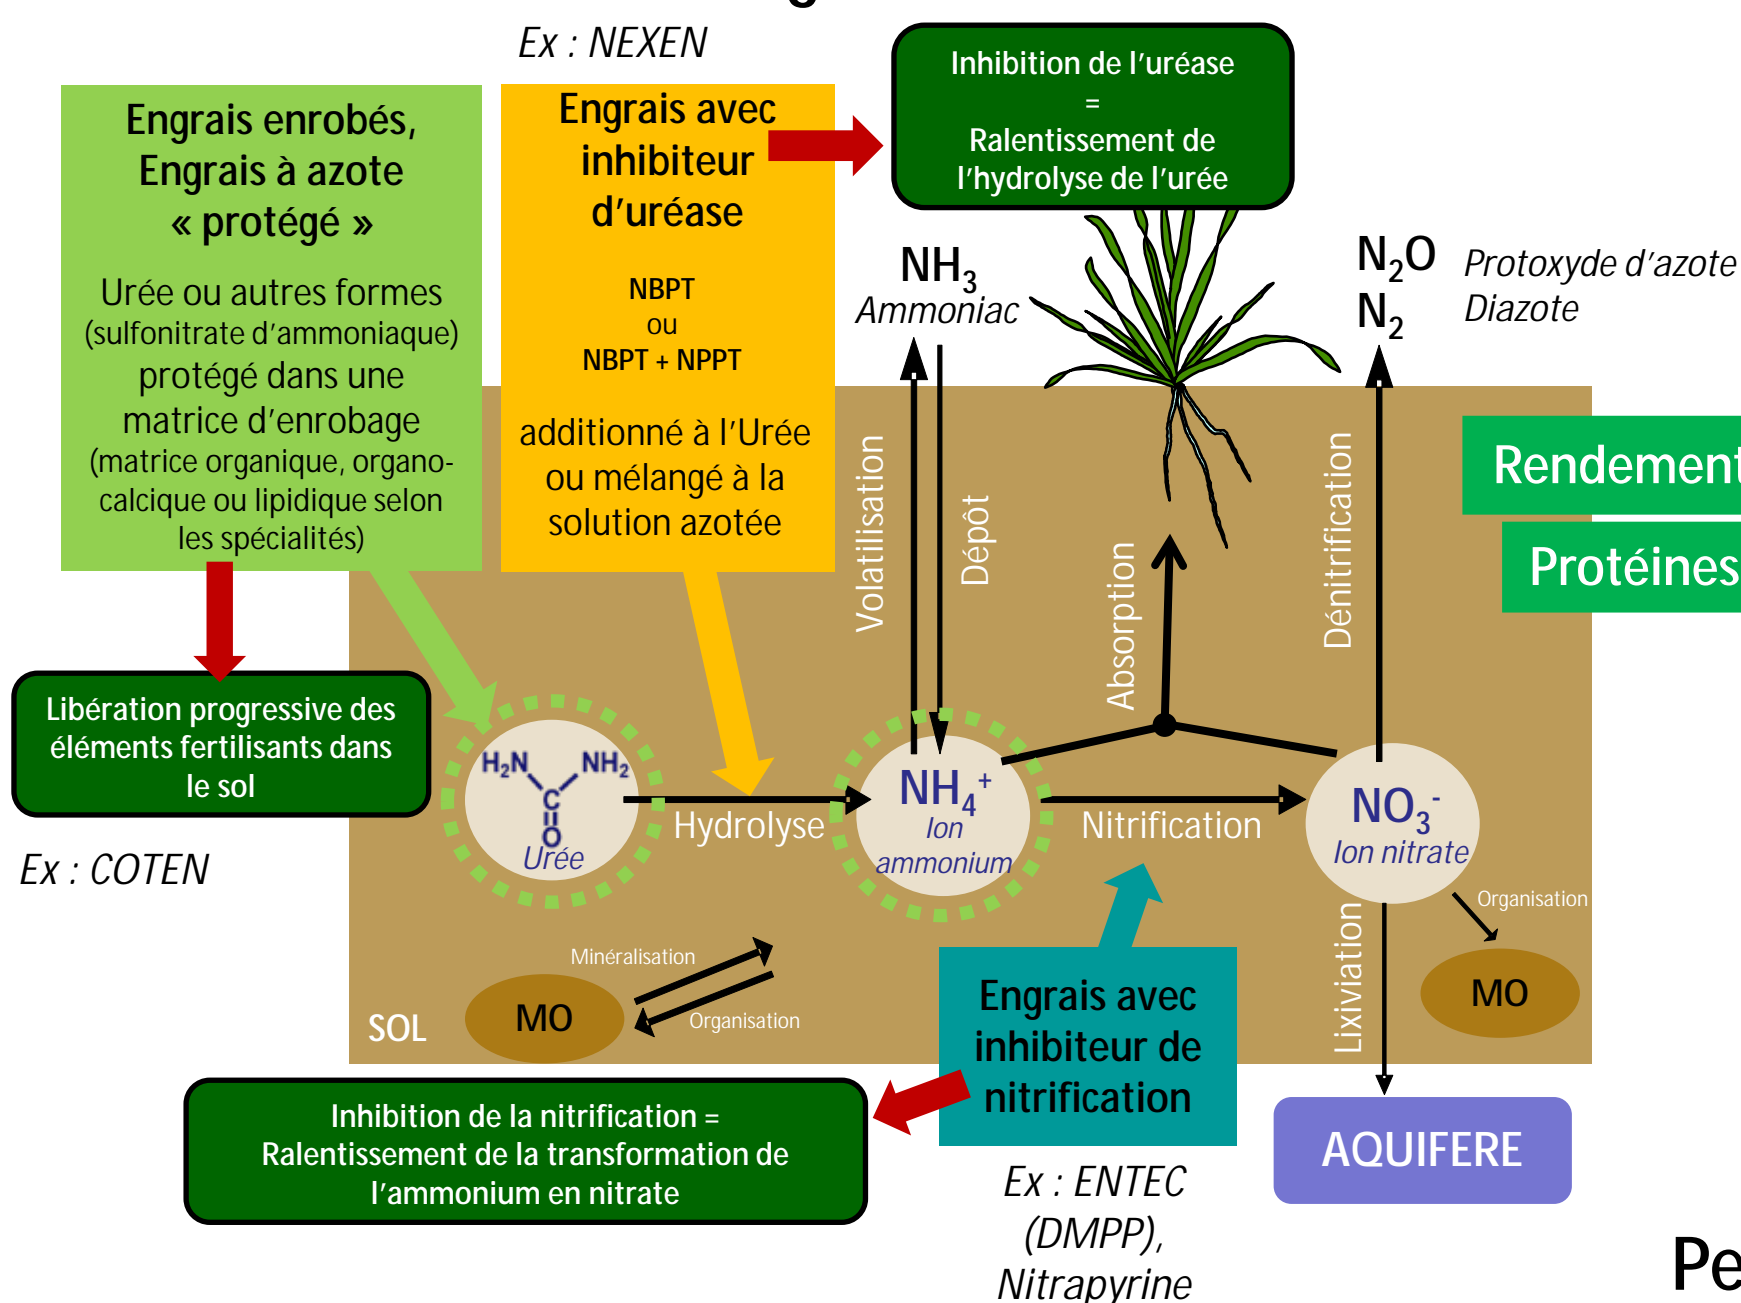 g
Ex : NEXEN
Engrais enrobés,
Engrais à azote
« protégé »
Urée ou autres formes
(sulfonitrate d'ammoniaque)
protégé dans une
matrice d'enrobage
(matrice organique, organo-
calcique ou lipidique selon
les spécialités)
Engrais avec
inhibiteur
d'uréase
NBPT
ou
NBPT + NPPT
additionné à l'Urée
ou mélangé à la
solution azotée
Inhibition de l'uréase
=
Ralentissement de
l'hydrolyse de l'urée
NH3
Ammoniac
N2O Protoxyde d'azote
N2 Diazote
Volatilisation
Dépôt
Absorption
Dénitrification
Rendement
Protéines
Libération progressive des
éléments fertilisants dans
le sol
Ex : COTEN
H2N NH2
C
O
Urée
Hydrolyse
NH4+
Ion
ammonium
Nitrification
NO3-
Ion nitrate
Organisation
MO
Lixiviation
Minéralisation
MO
Organisation
SOL
Engrais avec
inhibiteur de
nitrification
Inhibition de la nitrification =
Ralentissement de la transformation de
l'ammonium en nitrate
Ex : ENTEC
(DMPP),
Nitrapyrine
AQUIFERE
Pe